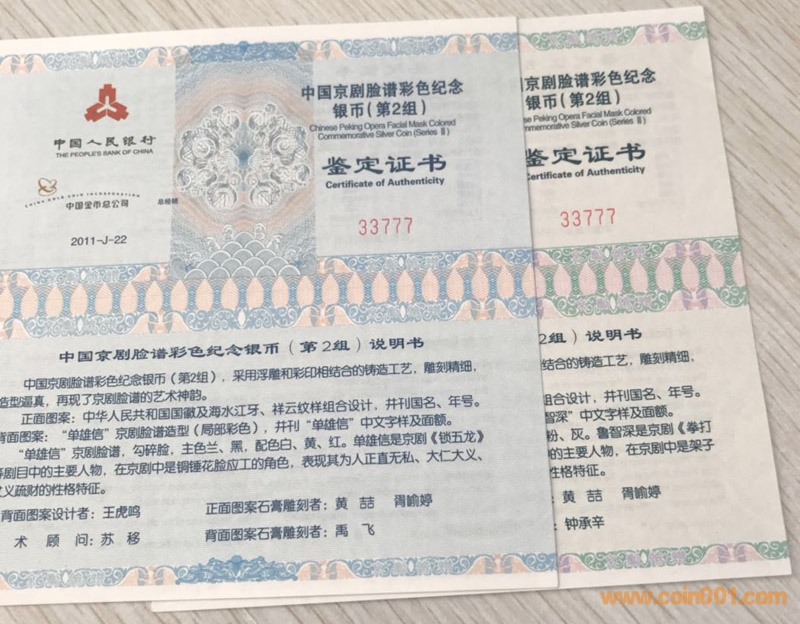 中国人民银行
THE PEOPLE'S BANK OF CHINA
CHINA GOLD COIN INCORPORATION
中国金币总公司
总经销
2011-J-22
中国京剧脸谱彩色纪念
银币（第2组）
Chinese Peking Opera Facial Mask Colored
Commemorative Silver Coin (Series Ⅱ)
鉴定证书
Certificate of Authenticity
33777
中国京剧脸谱彩色纪念银币（第2组）说明书
中国京剧脸谱彩色纪念银币（第2组），采用浮雕和彩印相结合的铸造工艺，雕刻精细，
造型逼真，再现了京剧脸谱的艺术神韵。
正面图案：中华人民共和国国徽及海水江牙、祥云纹样组合设计，并刊国名、年号。
背面图案：“单雄信”京剧脸谱造型（局部彩色），并刊“单雄信”中文字样及面额。
“单雄信”京剧脸谱，勾碎脸，主色兰、黑，配色白、黄、红。单雄信是京剧《锁五龙》
等剧目中的主要人物，在京剧中是铜锤花脸应工的角色，表现其为人正直无私、大仁大义、
仗义疏财的性格特征。
背面图案设计者：王虎鸣
正面图案石膏雕刻者：黄喆 胥喻婷
术 顾 问：苏移
背面图案石膏雕刻者：禹飞
国京剧脸谱彩色纪念
银币（第2组）
Chinese Peking Opera Facial Mask Colored
Commemorative Silver Coin (Series Ⅱ)
鉴定证书
Certificate of Authenticity
33777
2组）说明书
结合的铸造工艺，雕刻精细，
组合设计，并刊国名、年号。
智深”中文字样及面额。
粉、灰。鲁智深是京剧《拳打
的主要人物，在京剧中是架子
性格特征。
：黄喆 胥喻婷
：钟承辛
www.coin001.com